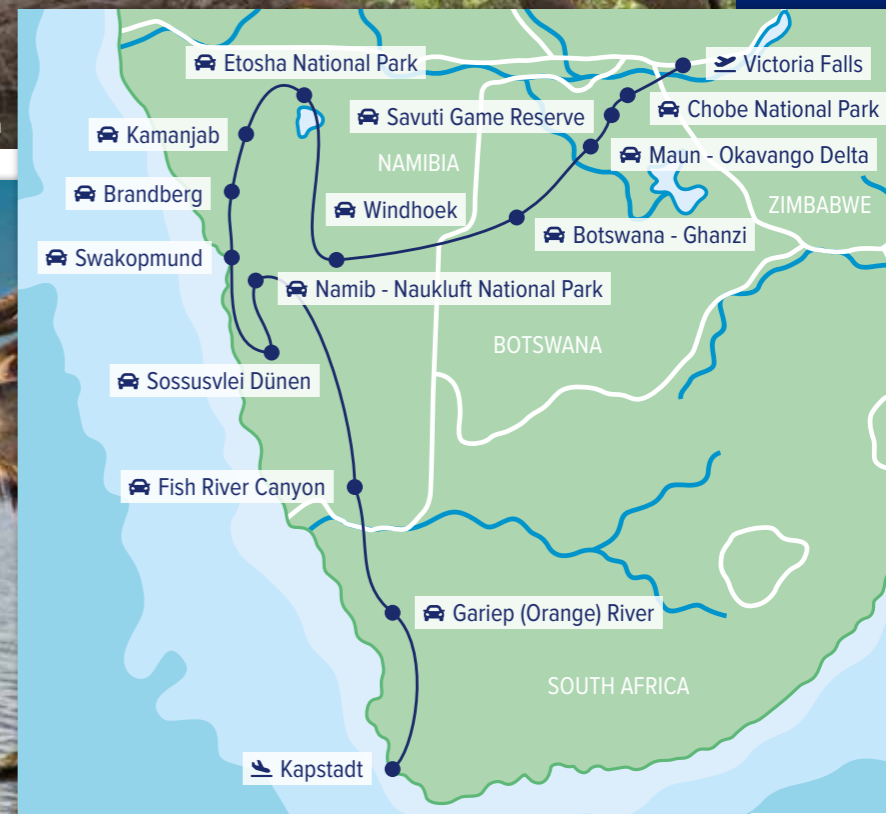 Etosha National Park
Victoria Falls
Chobe National Park
Savuti Game Reserve
Kamanjab
Maun - Okavango Delta
NAMIBIA
Brandberg
ZIMBABWE
Windhoek
Botswana - Ghanzi
Swakopmund
Namib - Naukluft National Park
BOTSWANA
Sossusvlei Dünen
Fish River Canyon
Gariep (Orange) River
SOUTH AFRICA
Kapstadt